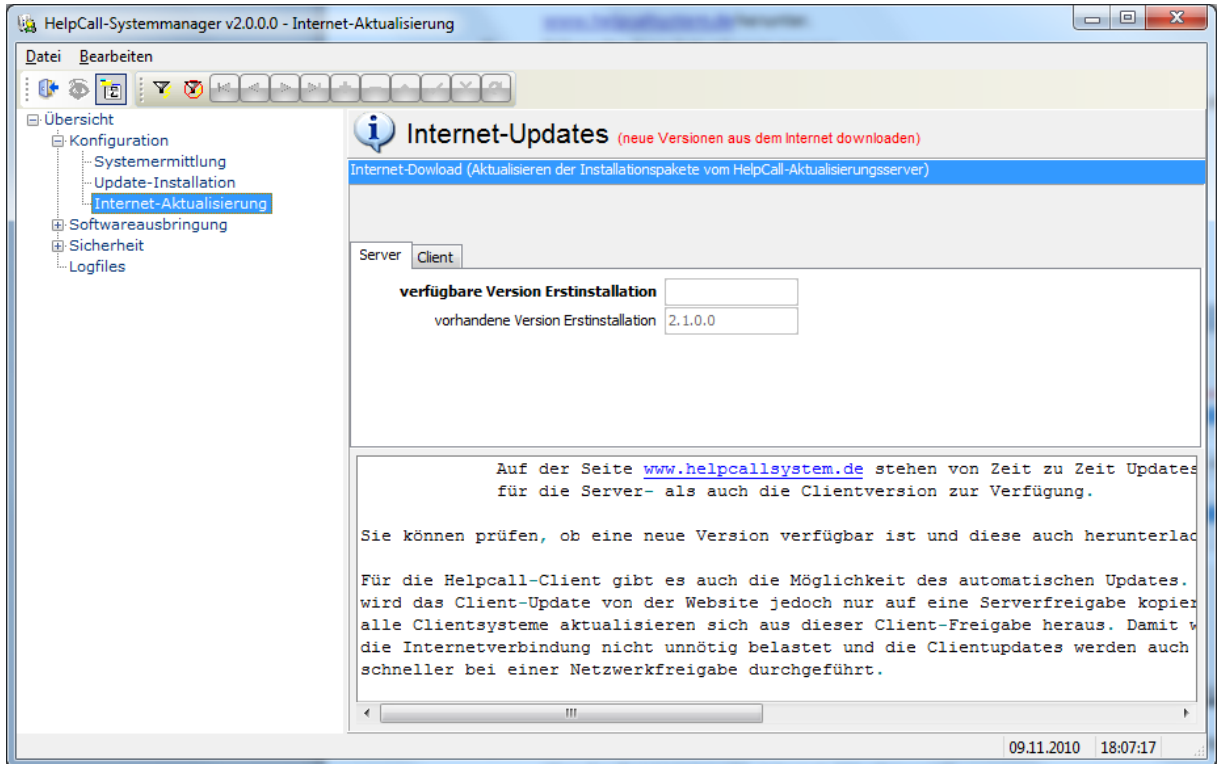 HelpCall-Systemmanager v2.0.0.0 - Internet-Aktualisierung
Datei Bearbeiten
Übersicht
Konfiguration
Systemermittlung
Update-Installation
Internet-Aktualisierung
Softwareausbringung
Sicherheit
Logfiles
Internet-Updates (neue Versionen aus dem Internet downloaden)
Internet-Dowload (Aktualisieren der Installationspakete vom HelpCall-Aktualisierungsserver)
Server Client
verfügbare Version Erstinstallation
vorhandene Version Erstinstallation 2.1.0.0
Auf der Seite www.helpcallsystem.de stehen von Zeit zu Zeit Updates
für die Server- als auch die Clientversion zur Verfügung.
Sie können prüfen, ob eine neue Version verfügbar ist und diese auch herunterlad
Für die Helpcall-Client gibt es auch die Möglichkeit des automatischen Updates.
wird das Client-Update von der Website jedoch nur auf eine Serverfreigabe kopier
alle Clientsysteme aktualisieren sich aus dieser Client-Freigabe heraus. Damit w
die Internetverbindung nicht unnötig belastet und die Clientupdates werden auch
schneller bei einer Netzwerkfreigabe durchgeführt.
09.11.2010 18:07:17